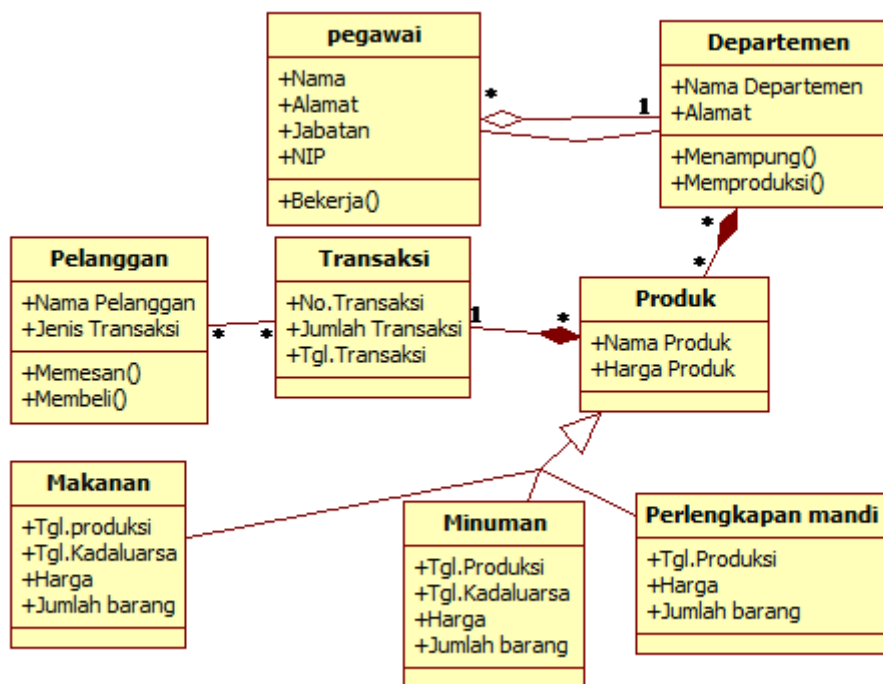 pegawai
+Nama
+Alamat
+Jabatan
+NIP
+Bekerja()
*
1
Departemen
+Nama Departemen
+Alamat
+Menampung()
+Memproduksi()
*
*
Pelanggan
+Nama Pelanggan
+Jenis Transaksi
+Memesan()
+Membeli()
*
*
Transaksi
+No.Transaksi
+Jumlah Transaksi
+Tgl.Transaksi
1
*
Produk
+Nama Produk
+Harga Produk
Makanan
+Tgl.produksi
+Tgl.Kadaluarsa
+Harga
+Jumlah barang
Minuman
+Tgl.Produksi
+Tgl.Kadaluarsa
+Harga
+Jumlah barang
Perlengkapan mandi
+Tgl.Produksi
+Harga
+Jumlah barang